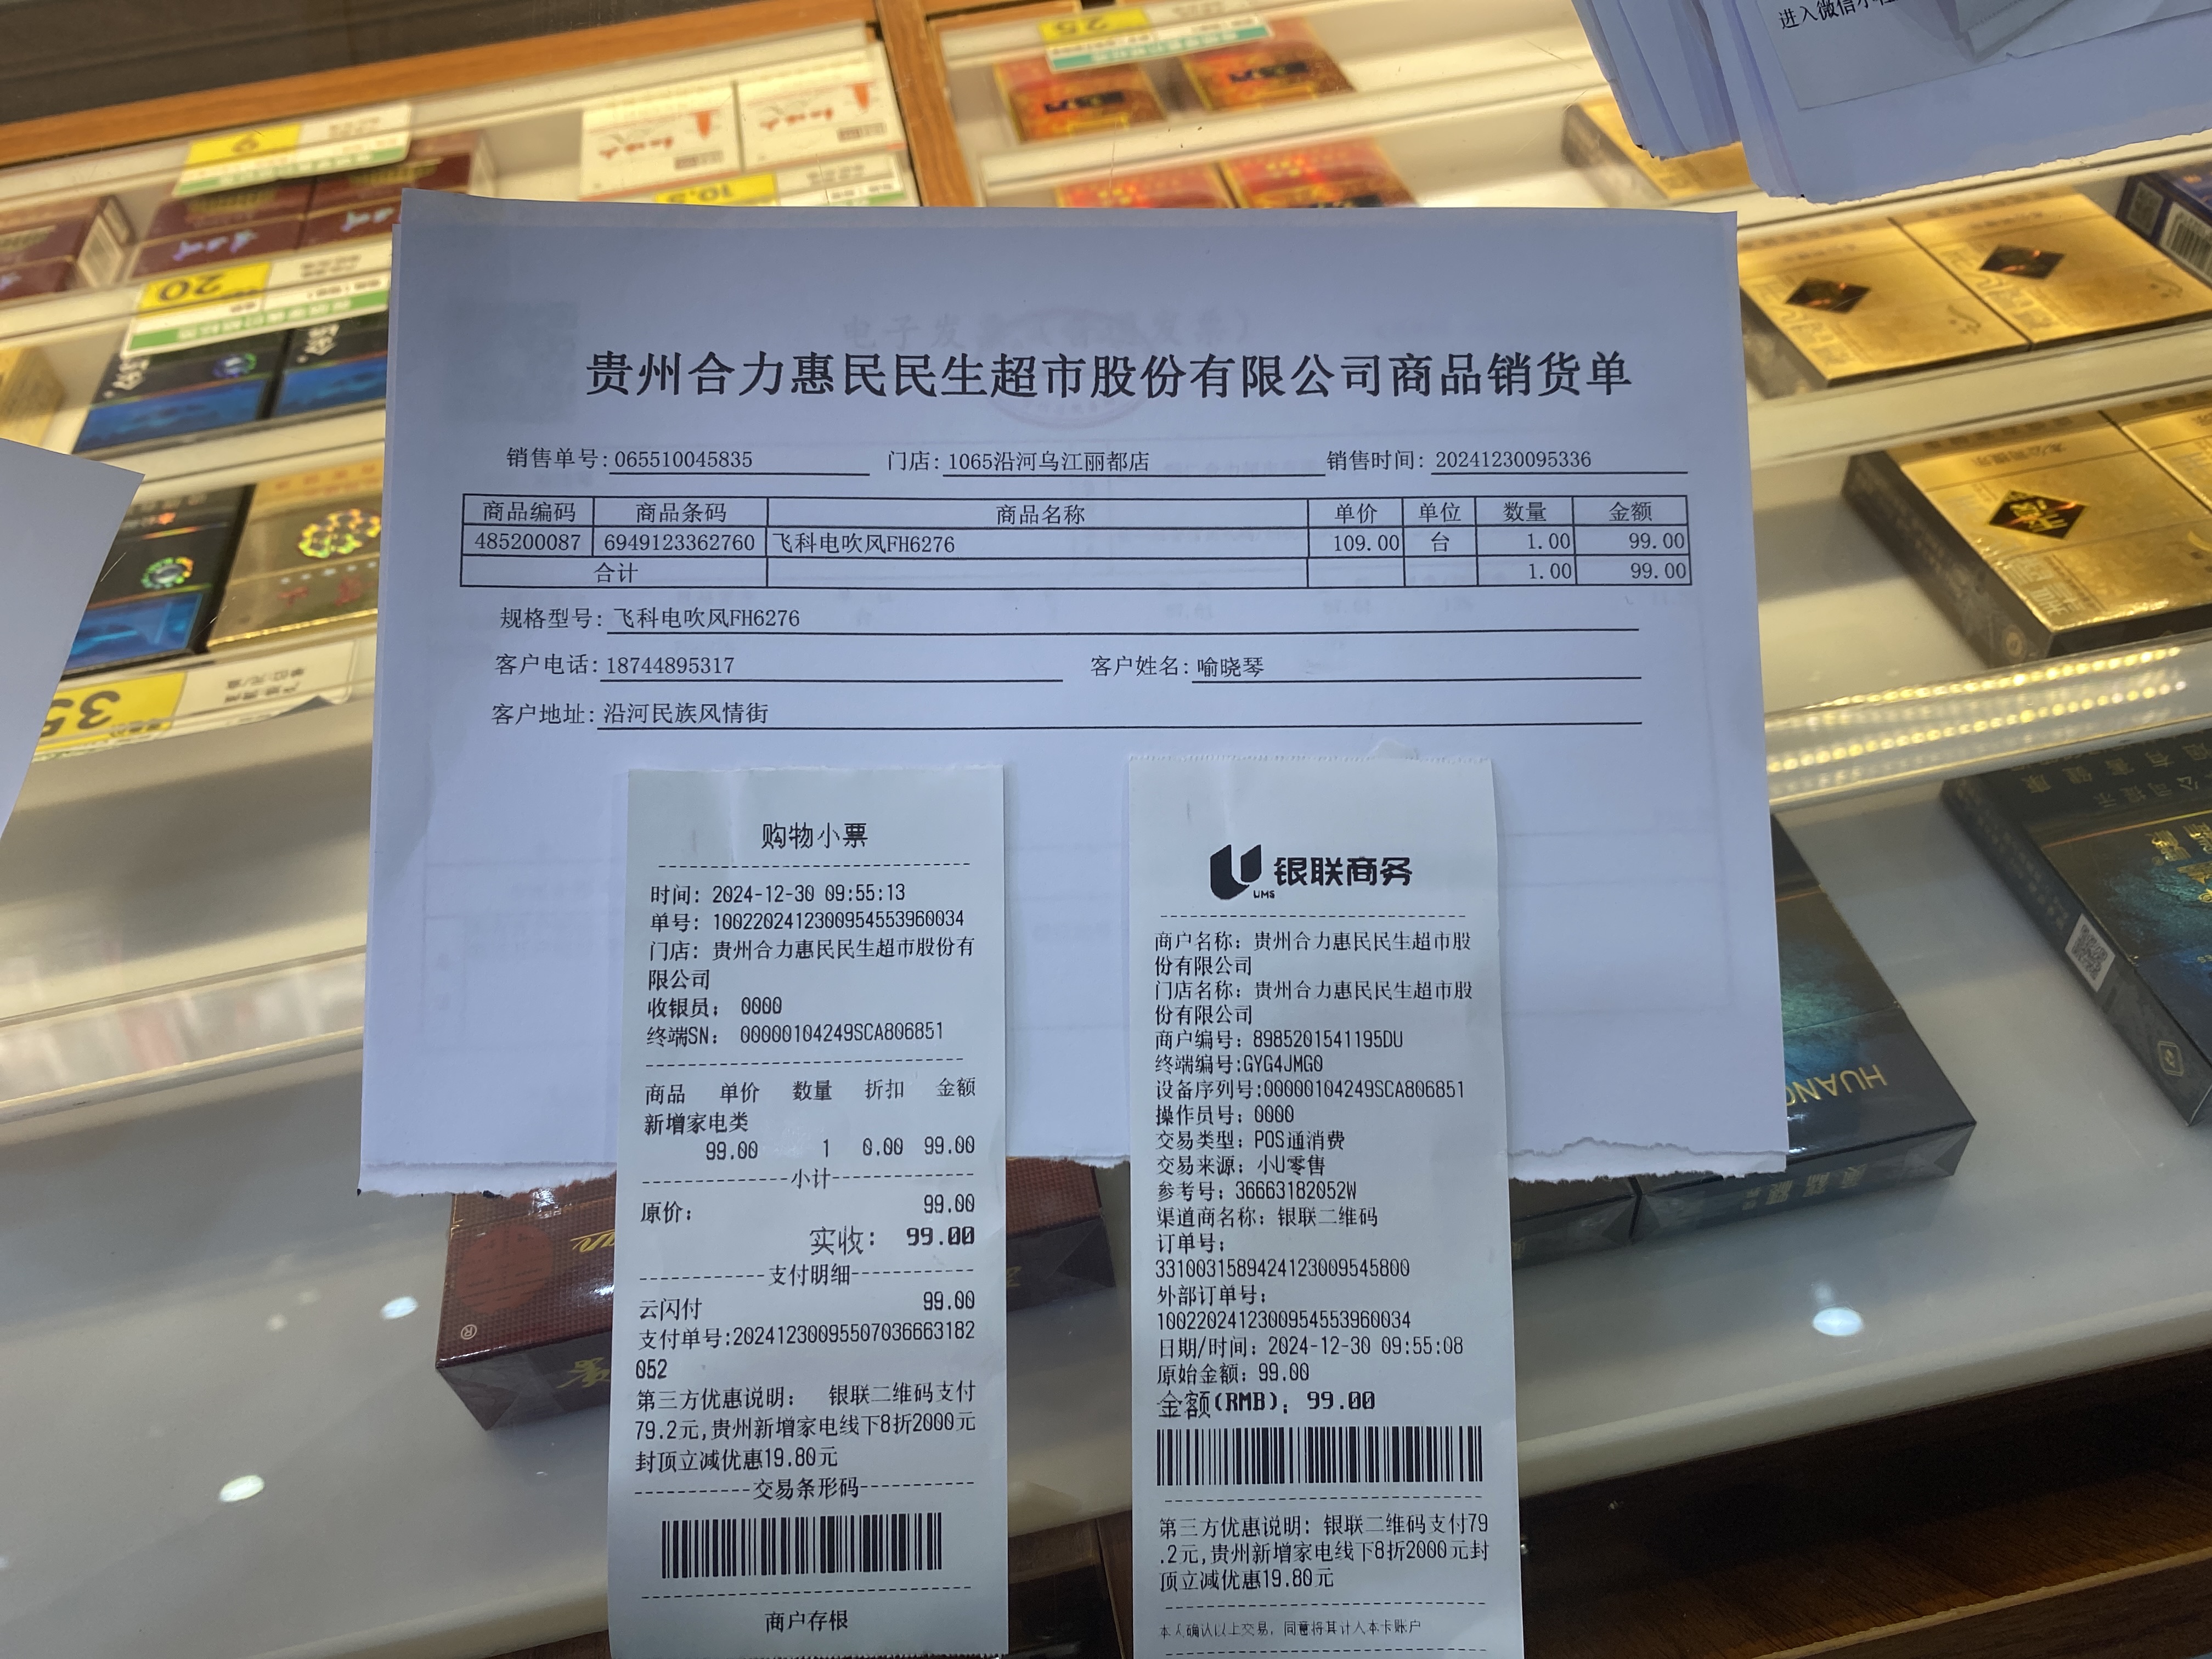 进入微信小
25
10.5
20
35
贵州合力惠民民生超市股份有限公司商品销货单
销售单号: 065510045835 门店: 1065沿河乌江丽都店 销售时间: 20241230095336
商品编码 商品条码 商品名称 单价 单位 数量 金额
485200087 6949123362760 飞科电吹风FH6276 109.00 台 1.00 99.00
合计 1.00 99.00
规格型号: 飞科电吹风FH6276
客户电话: 18744895317 客户姓名: 喻晓琴
客户地址: 沿河民族风情街
购物小票
时间: 2024-12-30 09:55:13
单号: 1002202412300954553960034
门店: 贵州合力惠民民生超市股份有
限公司
收银员: 0000
终端SN: 00000104249SCA806851
商品 单价 数量 折扣 金额
新增家电类
99.00 1 0.00 99.00
小计
原价: 99.00
实收: 99.00
支付明细
云闪付 99.00
支付单号:20241230095507036663182
052
第三方优惠说明: 银联二维码支付
79.2元,贵州新增家电线下8折2000元
封顶立减优惠19.80元
交易条形码
商户存根
银联商务
UMS
商户名称: 贵州合力惠民民生超市股
份有限公司
门店名称: 贵州合力惠民民生超市股
份有限公司
商户编号: 8985201541195DU
终端编号:GYG4JMG0
设备序列号:00000104249SCA806851
操作员号: 0000
交易类型: POS通消费
交易来源: 小U零售
参考号: 36663182052W
渠道商名称: 银联二维码
订单号:
33100315894241230095458​00
外部订单号:
1002202412300954553960034
日期/时间: 2024-12-30 09:55:08
原始金额: 99.00
金额(RMB): 99.00
第三方优惠说明: 银联二维码支付79
.2元,贵州新增家电线下8折2000元封
顶立减优惠19.80元
本人确认以上交易, 同意将其计入本卡账户
HUANG